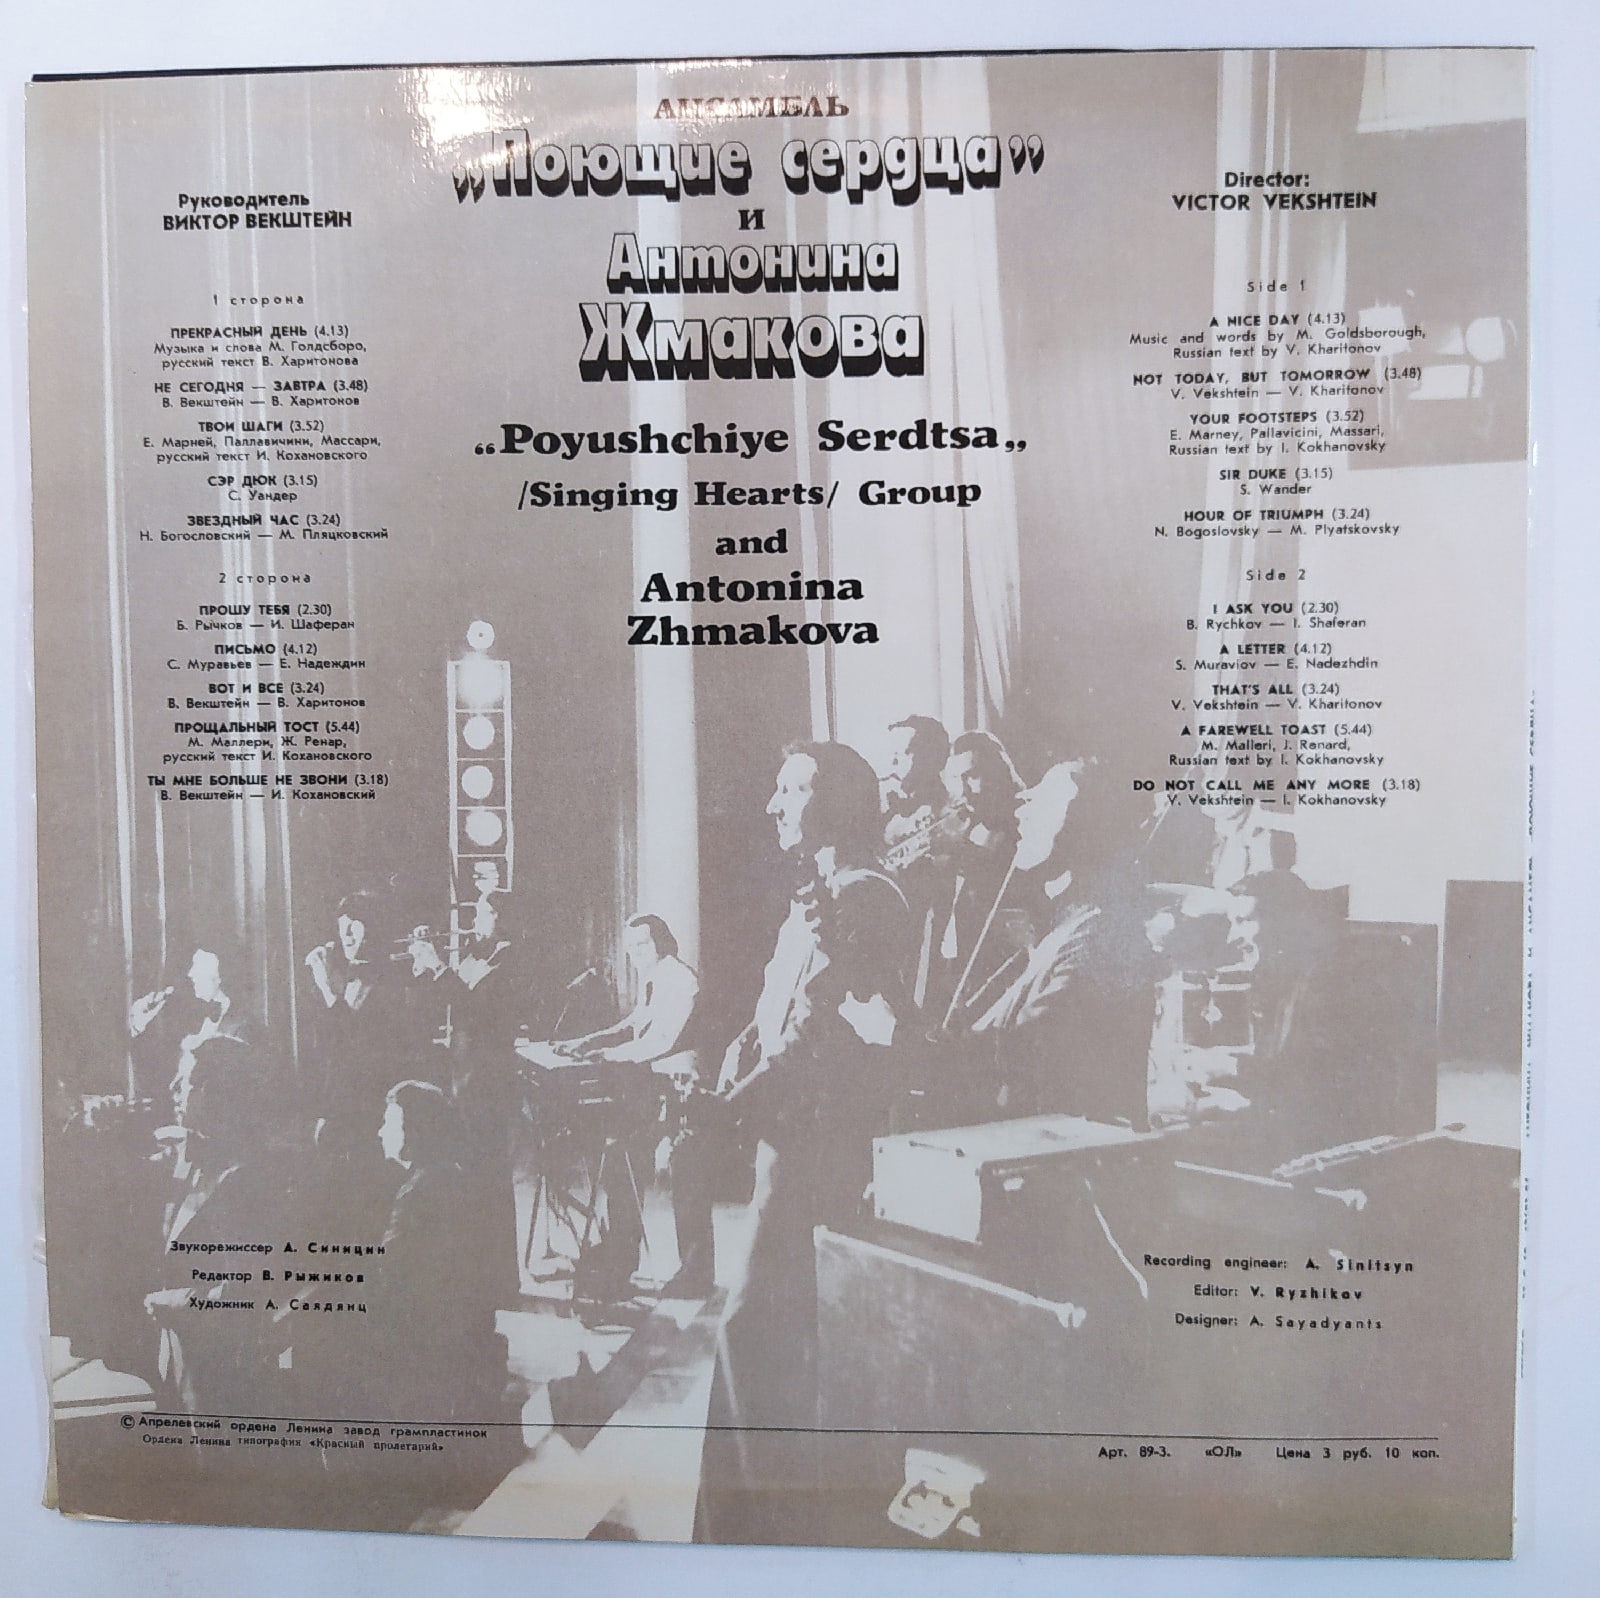 АНСАМБЛЬ
„Поющие сердца”
и
Антонина
Жмакова
“Poyushchiye Serdtsa„
/Singing Hearts/ Group
and
Antonina
Zhmakova
Руководитель
ВИКТОР ВЕКШТЕЙН
1 сторона
ПРЕКРАСНЫЙ ДЕНЬ (4.13)
Музыка и слова М. Голдсборо,
русский текст В. Харитонова
НЕ СЕГОДНЯ — ЗАВТРА (3.48)
В. Векштейн — В. Харитонов
ТВОИ ШАГИ (3.52)
Е. Марней, Паллавичини, Массари,
русский текст И. Кохановского
СЭР ДЮК (3.15)
С. Уандер
ЗВЕЗДНЫЙ ЧАС (3.24)
Н. Богословский — М. Пляцковский
2 сторона
ПРОШУ ТЕБЯ (2.30)
Б. Рычков — И. Шаферан
ПИСЬМО (4.12)
С. Муравьев — Е. Надеждин
ВОТ И ВСЕ (3.24)
В. Векштейн — В. Харитонов
ПРОЩАЛЬНЫЙ ТОСТ (5.44)
М. Маллери, Ж. Ренар,
русский текст И. Кохановского
ТЫ МНЕ БОЛЬШЕ НЕ ЗВОНИ (3.18)
В. Векштейн — И. Кохановский
Director:
VICTOR VEKSHTEIN
Side 1
A NICE DAY (4.13)
Music and words by M. Goldsborough,
Russian text by V. Kharitonov
NOT TODAY, BUT TOMORROW (3.48)
V. Vekshtein — V. Kharitonov
YOUR FOOTSTEPS (3.52)
E. Marney, Pallavicini, Massari,
Russian text by I. Kokhanovsky
SIR DUKE (3.15)
S. Wander
HOUR OF TRIUMPH (3.24)
N. Bogoslovsky — M. Plyatskovsky
Side 2
I ASK YOU (2.30)
B. Rychkov — I. Shaferan
A LETTER (4.12)
S. Muraviov — E. Nadezhdin
THAT'S ALL (3.24)
V. Vekshtein — V. Kharitonov
A FAREWELL TOAST (5.44)
M. Malleri, J. Renard,
Russian text by I. Kokhanovsky
DO NOT CALL ME ANY MORE (3.18)
V. Vekshtein — I. Kokhanovsky
Звукорежиссер А. Синицин
Редактор В. Рыжиков
Художник А. Саядянц
Recording engineer: A. Sinitsyn
Editor: V. Ryzhikov
Designer: A. Sayadyants
© Апрелевский ордена Ленина завод грампластинок
Ордена Ленина типография «Красный пролетарий»
Арт. 89-3. «ОЛ» Цена 3 руб. 10 коп.